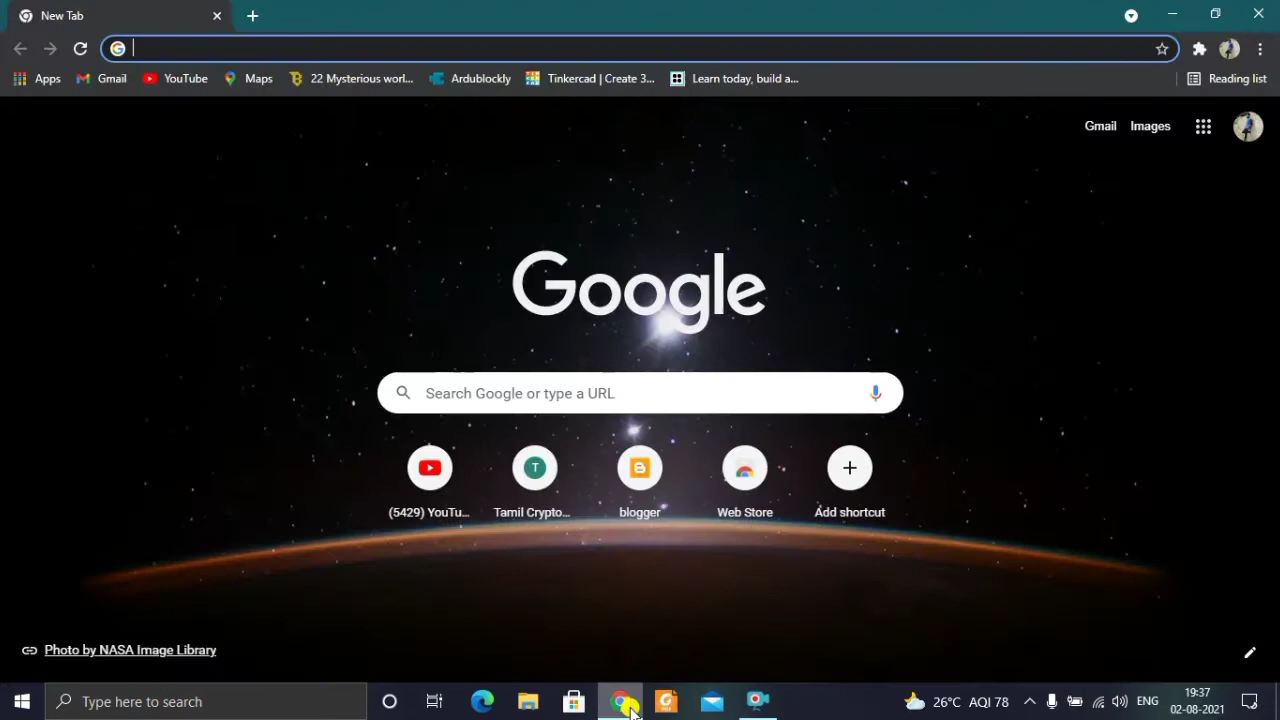 New Tab
Apps Gmail YouTube Maps 22 Mysterious worl... Ardublockly Tinkercad | Create 3... Learn today, build a... Reading list
Gmail Images
Google
Search Google or type a URL
(5429) YouTu... Tamil Crypto... blogger Web Store Add shortcut
T
Photo by NASA Image Library
Type here to search
26°C AQI 78 ENG
19:37
02-08-2021